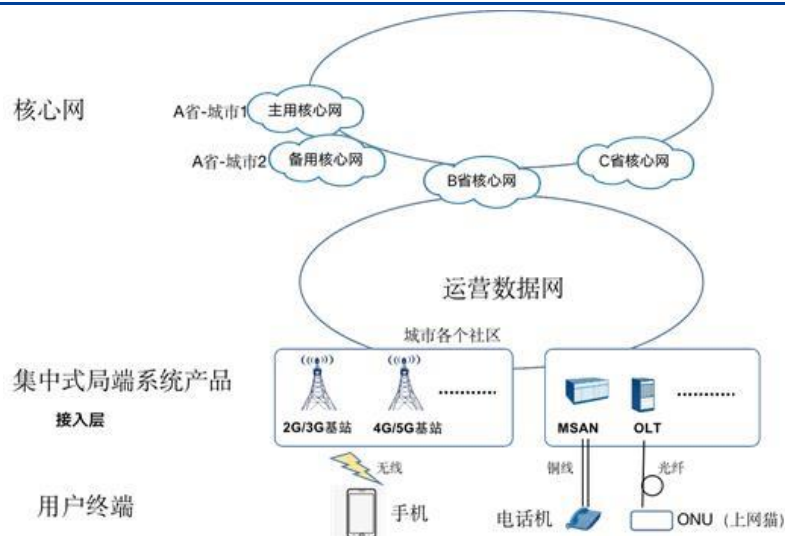 核心网
A省-城市1
主用核心网
A省-城市2
备用核心网
B省核心网
C省核心网
运营数据网
城市各个社区
集中式局端系统产品
接入层
2G/3G基站
4G/5G基站
MSAN
OLT
无线
铜线
光纤
用户终端
手机
电话机
ONU (上网猫)